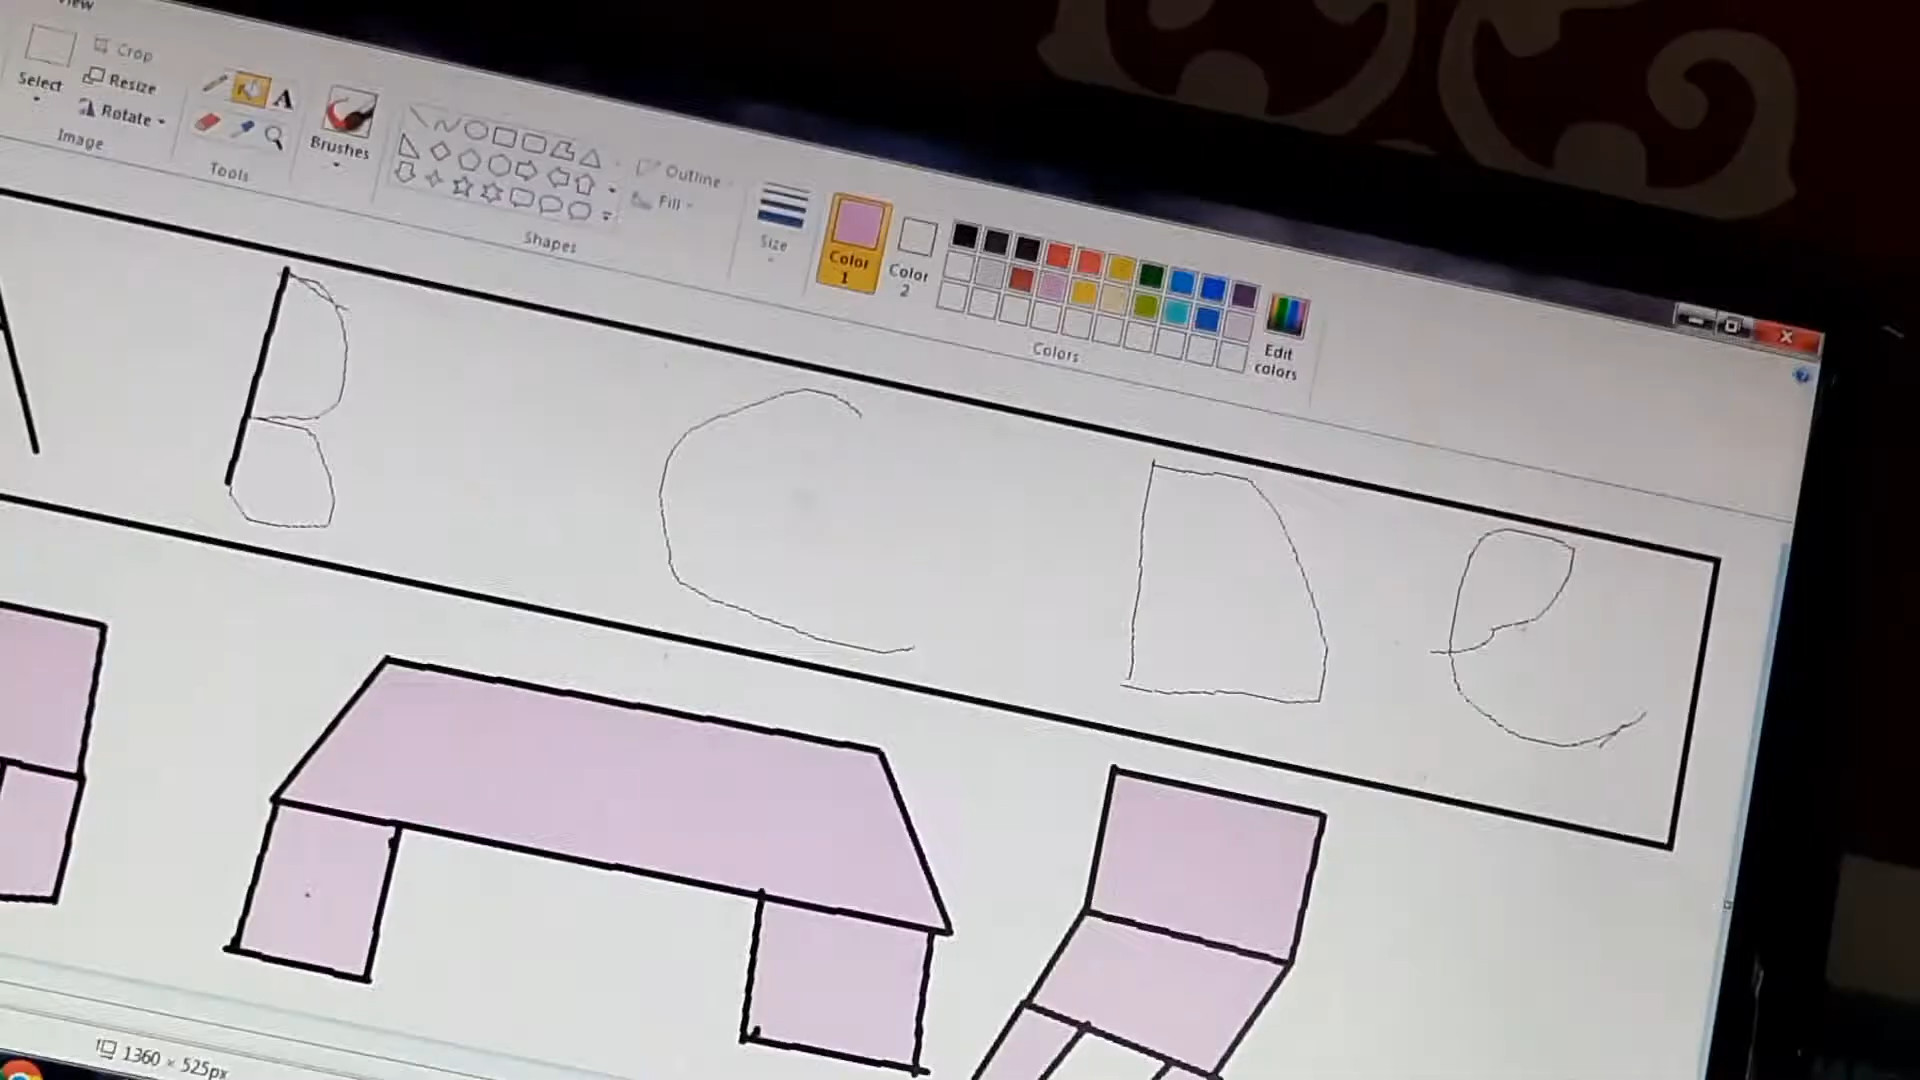 View
Crop
Select
Resize
Rotate
Image
A
Tools
Brushes
Outline
Fill
Shapes
Size
Color 1
Color 2
Colors
Edit colors
A B C D e
1360 × 525px